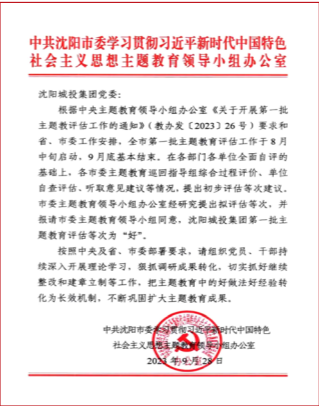 中共沈阳市委学习贯彻习近平新时代中国特色
社会主义思想主题教育领导小组办公室
沈阳城投集团党委：
根据中央主题教育领导小组办公室《关于开展第一批
主题教评估工作的通知》（教办发〔2023〕26号）要求和
省、市委工作安排，全市第一批主题教育评估工作于8月
中旬启动，9月底基本结束。在各部门各单位全面自评的
基础上，各市委主题教育巡回指导组综合过程评价、单位
自查评估、听取意见建议等情况，提出初步评估等次建议。
市委主题教育领导小组办公室经研究提出拟评估等次，并
报请市委主题教育领导小组同意，沈阳城投集团第一批主
题教育评估等次为“好”。
按照中央及省、市委部署要求，请组织党员、干部持
续深入开展理论学习，狠抓调研成果转化，切实抓好继续
整改和建章立制等工作，把主题教育中的好做法好经验转
化为长效机制，不断巩固扩大主题教育成果。
中共沈阳市委学习贯彻习近平新时代中国特色
社会主义思想主题教育领导小组办公室
2023年9月28日